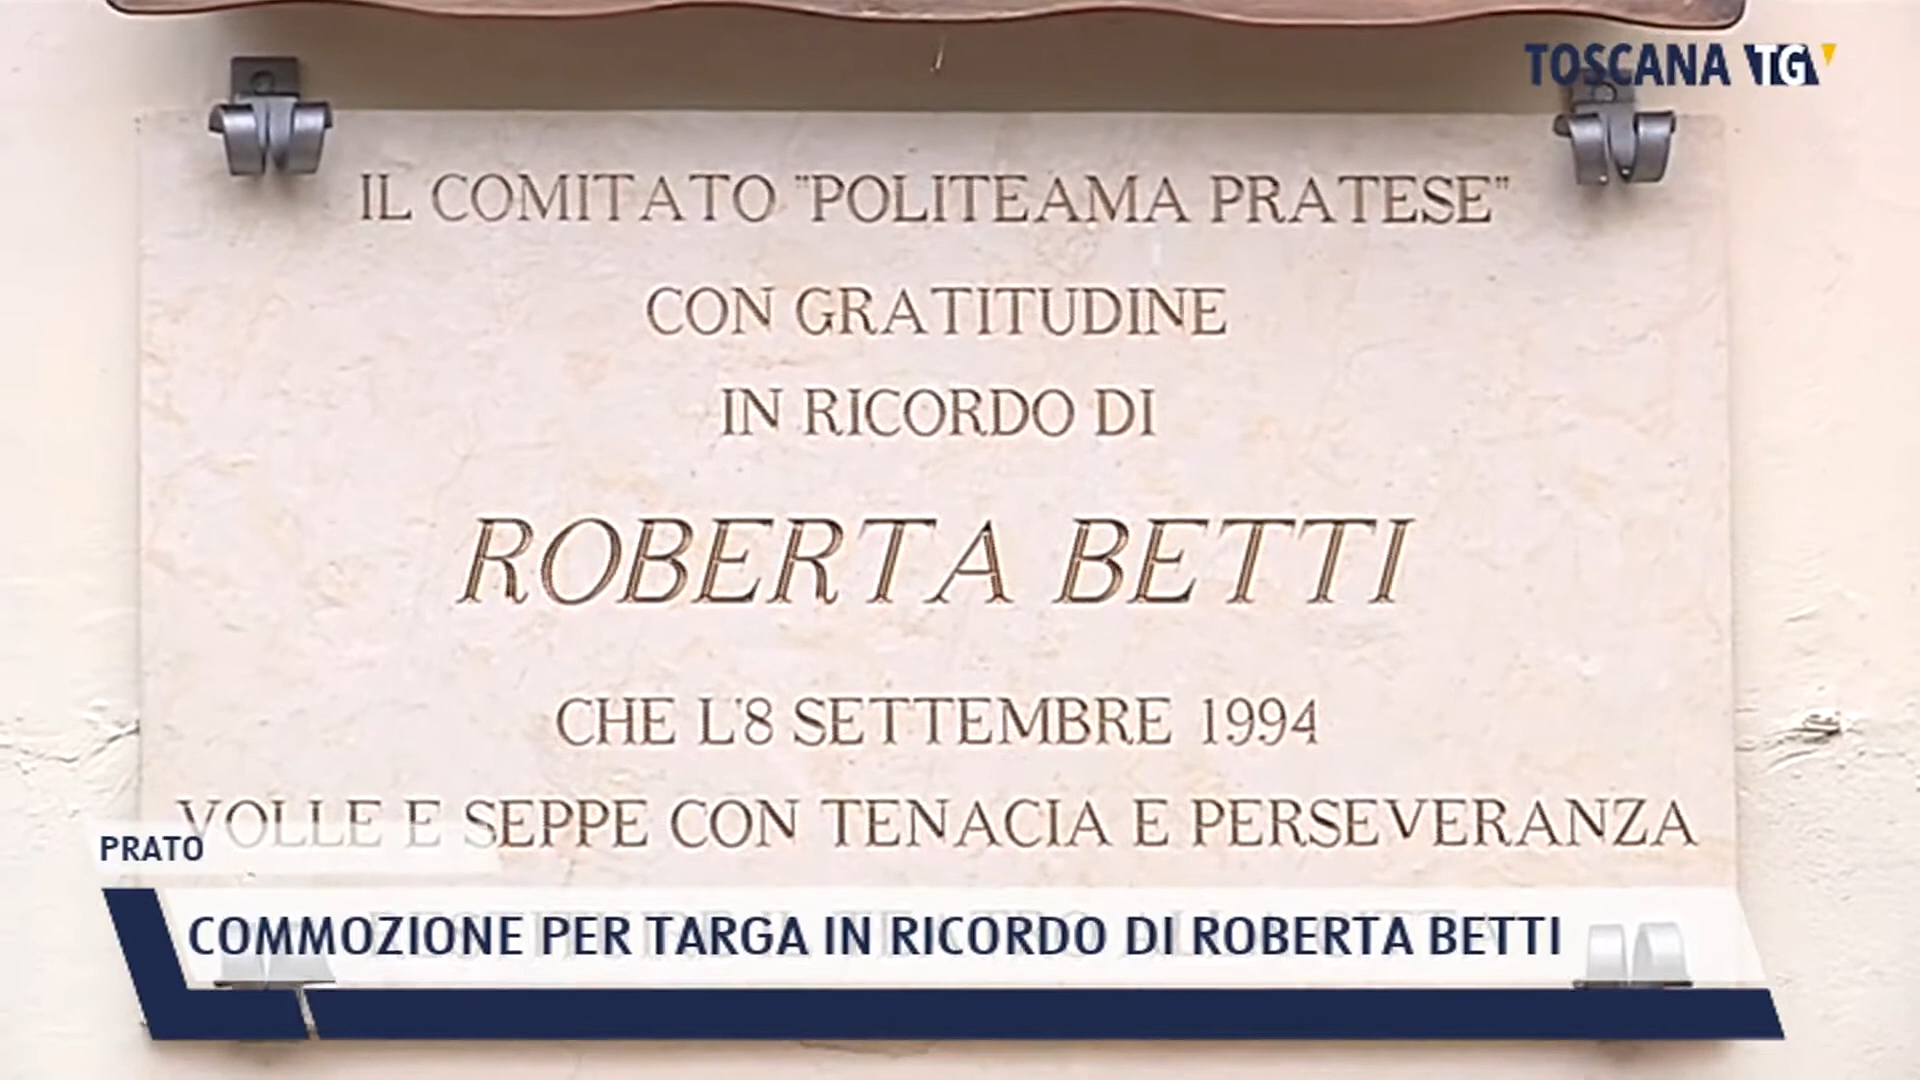 TOSCANA TG
IL COMITATO "POLITEAMA PRATESE"
CON GRATITUDINE
IN RICORDO DI
ROBERTA BETTI
CHE L'8 SETTEMBRE 1994
VOLLE E SEPPE CON TENACIA E PERSEVERANZA
PRATO
COMMOZIONE PER TARGA IN RICORDO DI ROBERTA BETTI